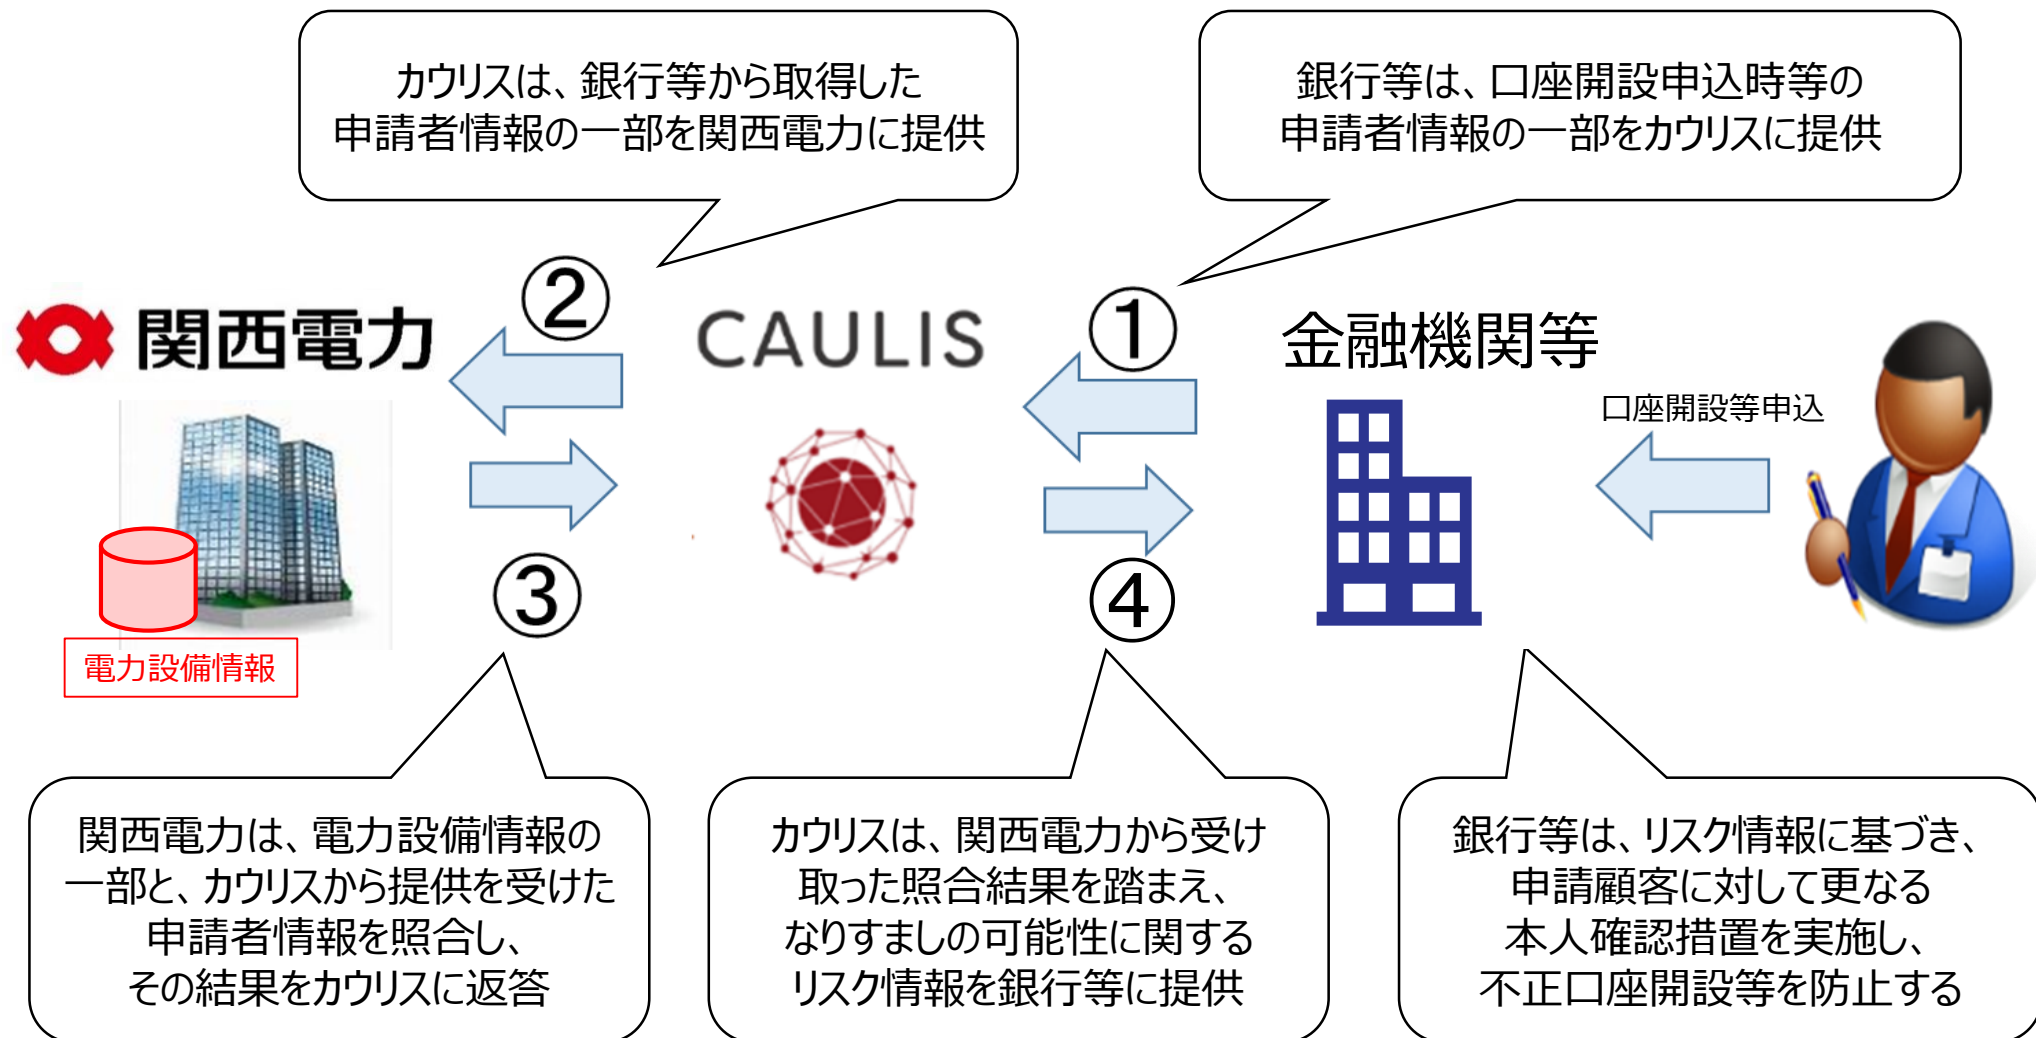 カウリスは、銀行等から取得した
申請者情報の一部を関西電力に提供
銀行等は、口座開設申込時等の
申請者情報の一部をカウリスに提供
関西電力
②
CAULIS
①
金融機関等
口座開設等申込
③
④
電力設備情報
関西電力は、電力設備情報の
一部と、カウリスから提供を受けた
申請者情報を照合し、
その結果をカウリスに返答
カウリスは、関西電力から受け
取った照合結果を踏まえ、
なりすましの可能性に関する
リスク情報を銀行等に提供
銀行等は、リスク情報に基づき、
申請顧客に対して更なる
本人確認措置を実施し、
不正口座開設等を防止する